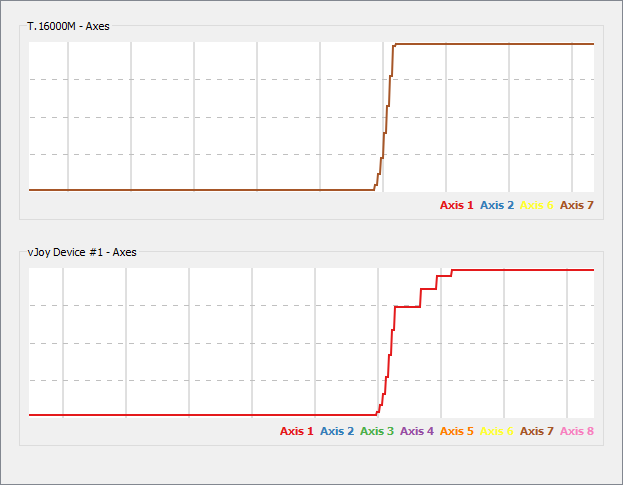 T.16000M - Axes
Axis 1 Axis 2 Axis 6 Axis 7
vJoy Device #1 - Axes
Axis 1 Axis 2 Axis 3 Axis 4 Axis 5 Axis 6 Axis 7 Axis 8